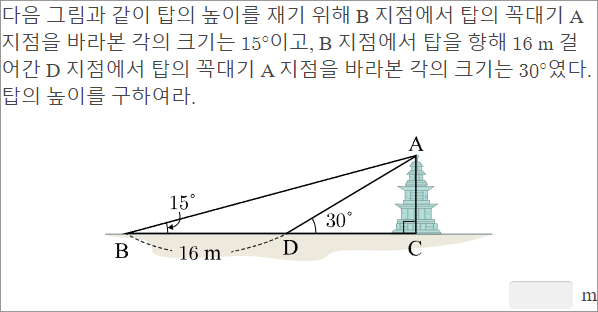 다음 그림과 같이 탑의 높이를 재기 위해 B 지점에서 탑의 꼭대기 A
지점을 바라본 각의 크기는 15°이고, B 지점에서 탑을 향해 16 m 걸
어간 D 지점에서 탑의 꼭대기 A 지점을 바라본 각의 크기는 30°였다.
탑의 높이를 구하여라.
A
15°
30°
B
16 m
D
C
m